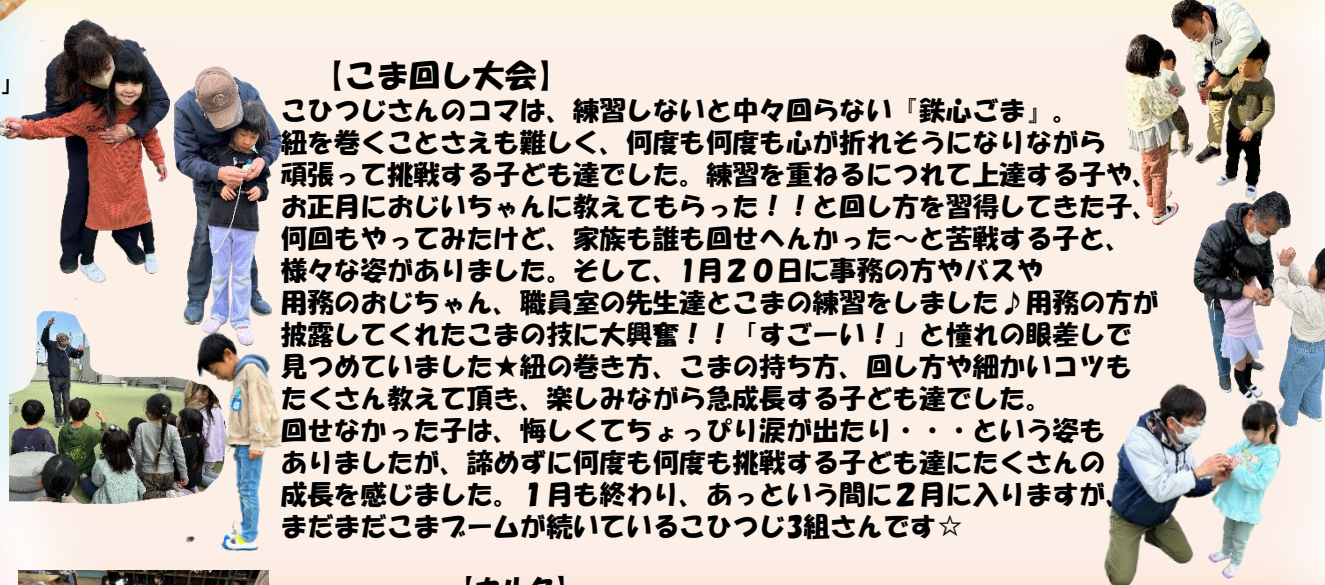 」
【こま回し大会】
こひつじさんのコマは、練習しないと中々回らない『鉄心ごま』。
紐を巻くことさえも難しく、何度も何度も心が折れそうになりながら
頑張って挑戦する子ども達でした。練習を重ねるにつれて上達する子や、
お正月におじいちゃんに教えてもらった！！と回し方を習得してきた子、
何回もやってみたけど、家族も誰も回せへんかった～と苦戦する子と、
様々な姿がありました。そして、1月２０日に事務の方やバスや
用務のおじちゃん、職員室の先生達とこまの練習をしました♪用務の方が
披露してくれたこまの技に大興奮！！「すごーい！」と憧れの眼差しで
見つめていました★紐の巻き方、こまの持ち方、回し方や細かいコツも
たくさん教えて頂き、楽しみながら急成長する子ども達でした。
回せなかった子は、悔しくてちょっぴり涙が出たり・・・という姿も
ありましたが、諦めずに何度も何度も挑戦する子ども達にたくさんの
成長を感じました。１月も終わり、あっという間に２月に入りますが、
まだまだこまブームが続いているこひつじ3組さんです☆